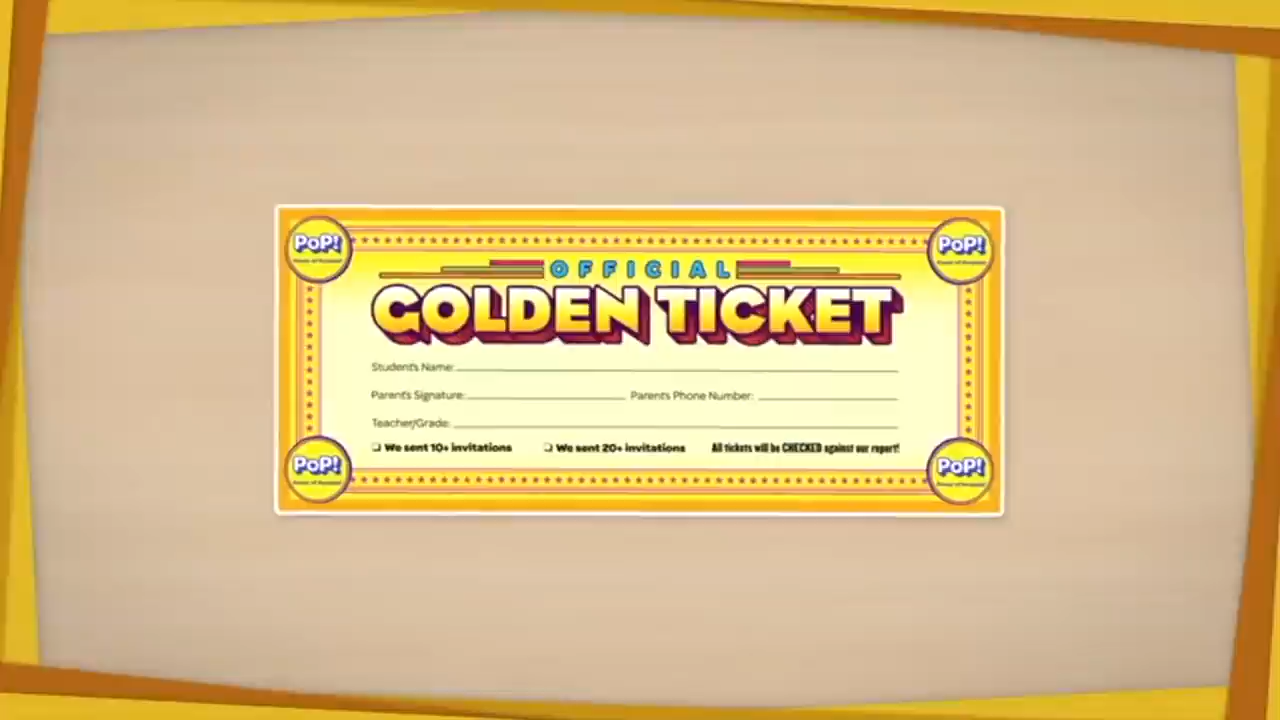 PoP!
PoP!
OFFICIAL
GOLDEN TICKET
Student's Name:
Parent's Signature: Parent's Phone Number:
Teacher/Grade:
❏ We sent 10+ invitations ❏ We sent 20+ invitations All tickets will be CHECKED against our report!
PoP!
PoP!